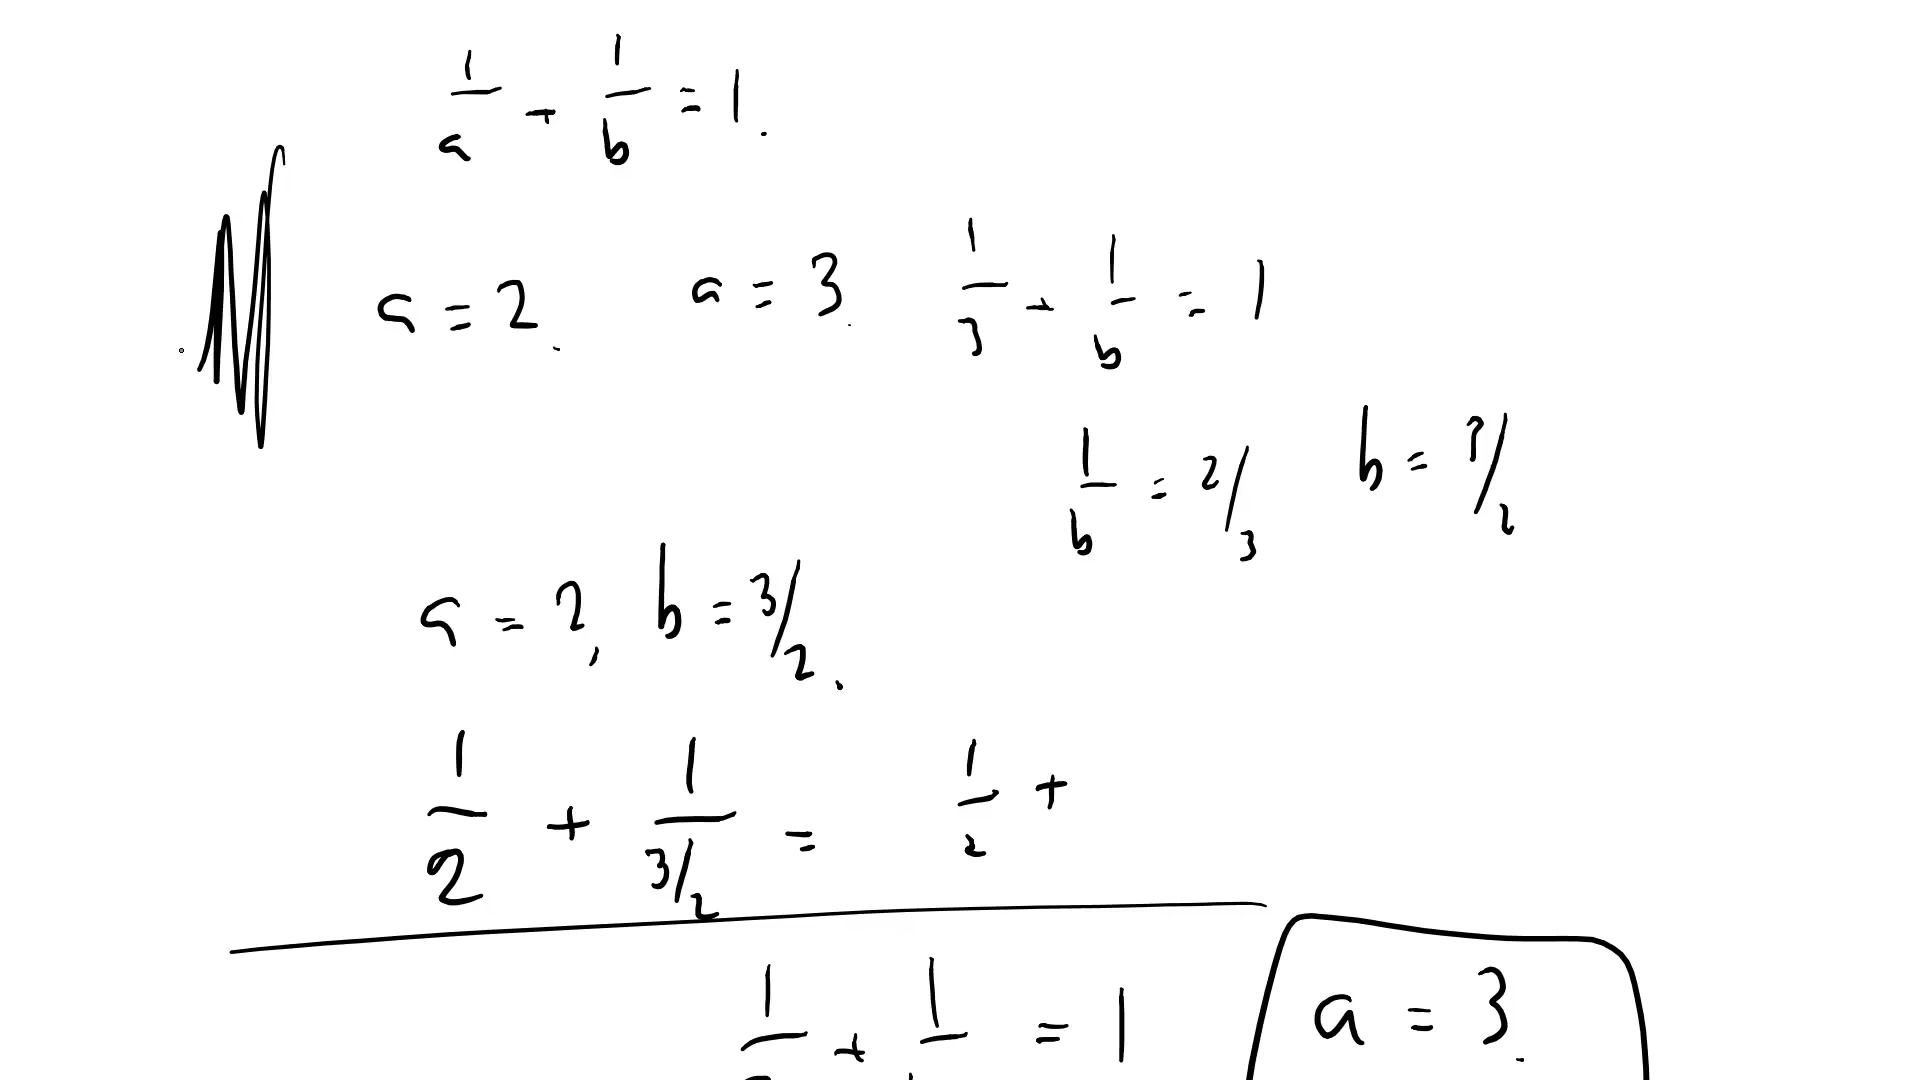 1/a + 1/b = 1.
a = 2. a = 3. 1/3 + 1/b = 1
1/b = 2/3 b = 3/2
a = 2, b = 3/2.
1/2 + 1/(3/2) = 1/2 +
1/ + 1/ = 1
a = 3.